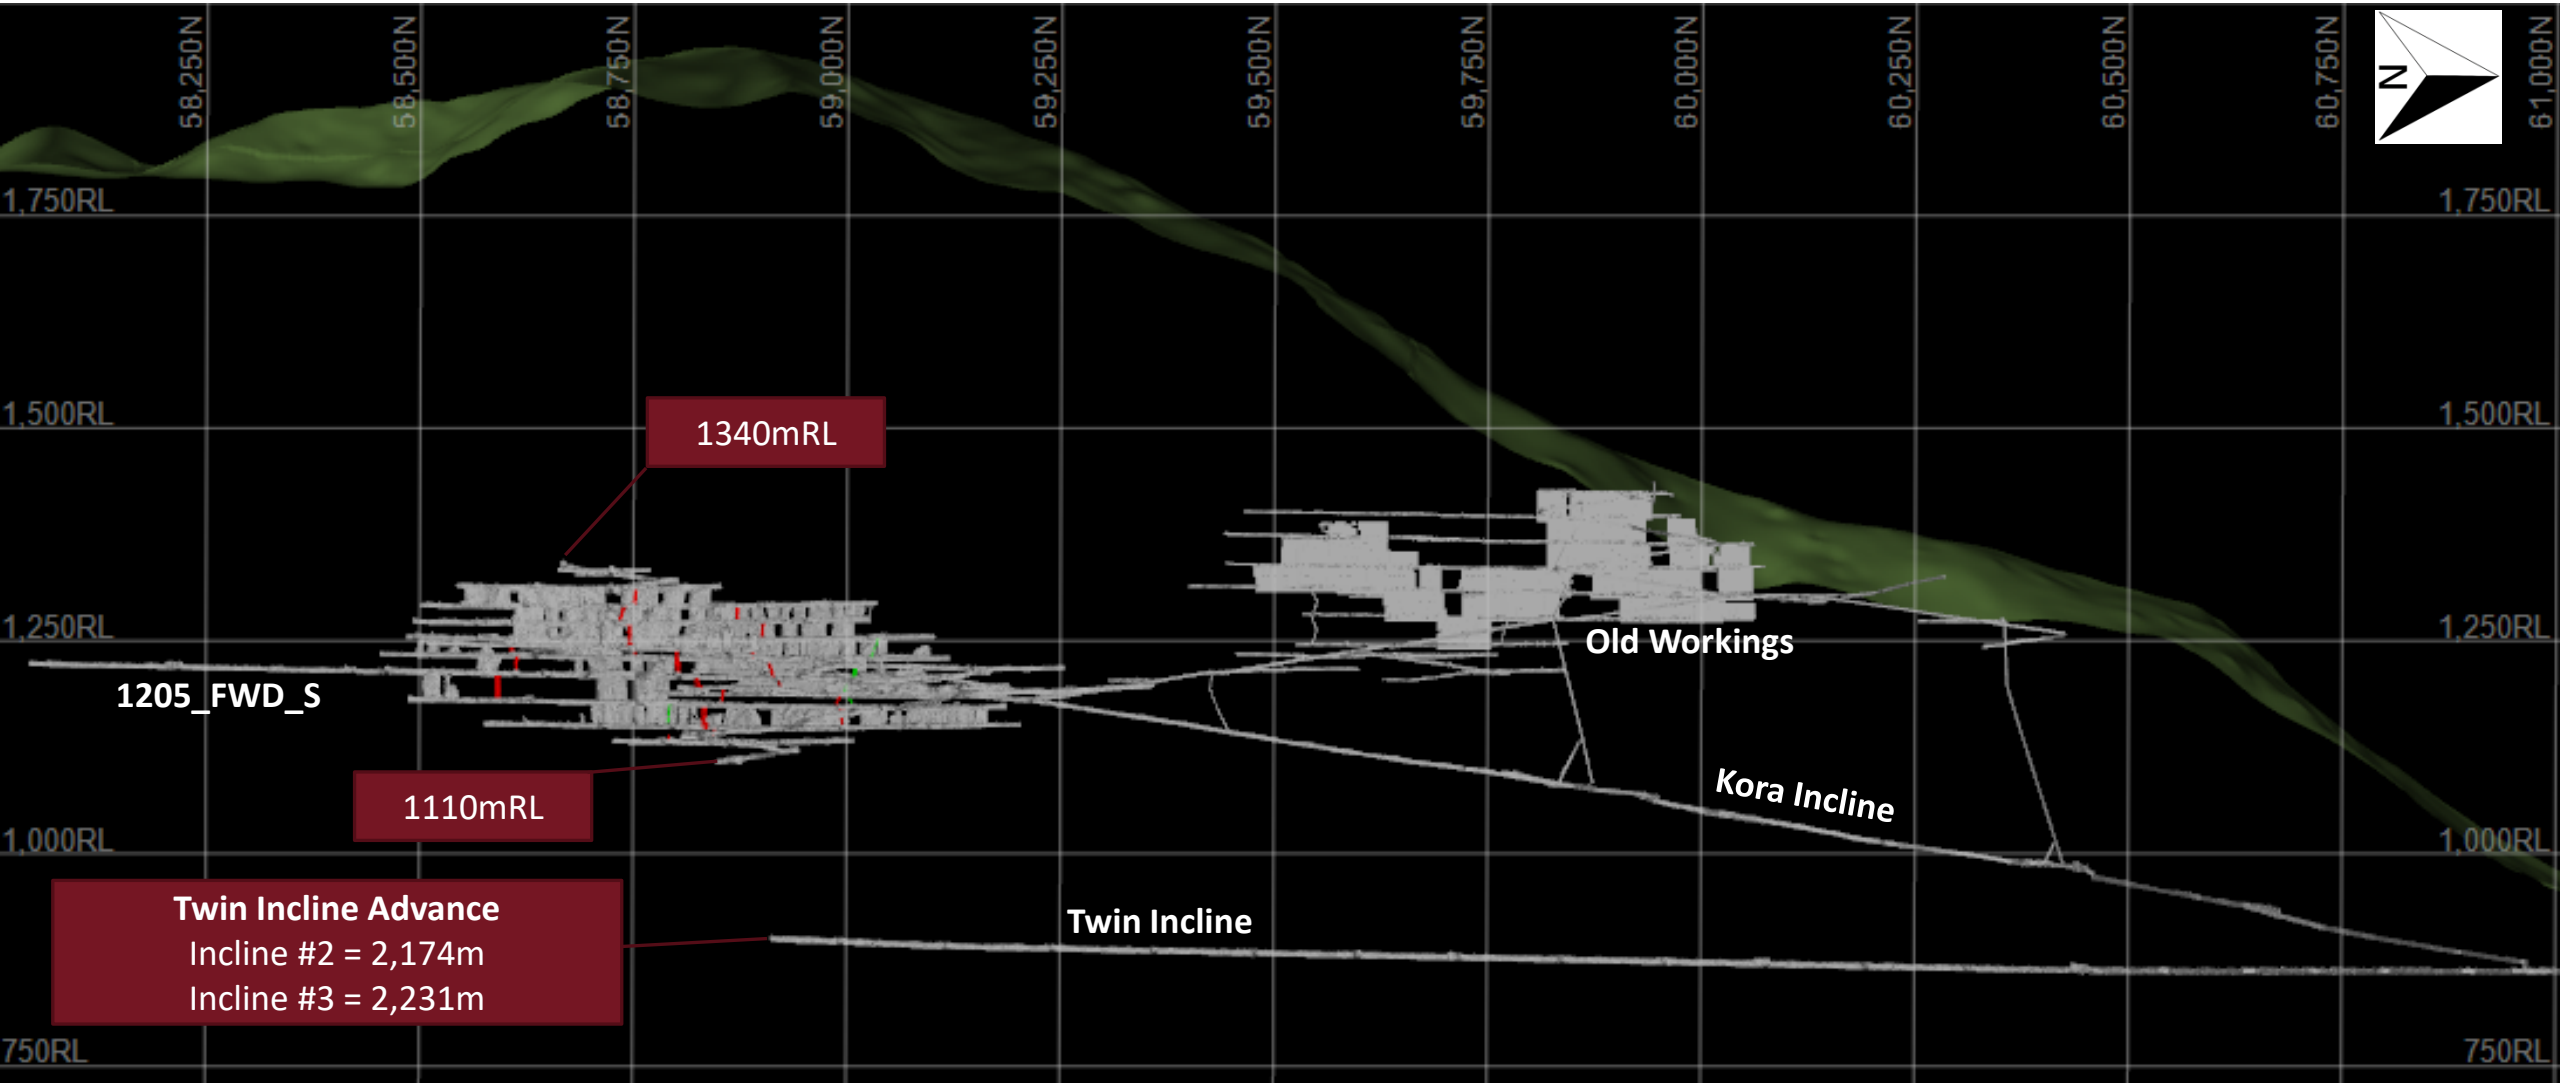 58,250N
58,500N
58,750N
59,000N
59,250N
59,500N
59,750N
60,000N
60,250N
60,500N
60,750N
61,000N
N
1,750RL
1,750RL
1,500RL
1,500RL
1340mRL
1,250RL
1,250RL
Old Workings
1205_FWD_S
Kora Incline
1110mRL
1,000RL
1,000RL
Twin Incline Advance
Incline #2 = 2,174m
Incline #3 = 2,231m
Twin Incline
750RL
750RL